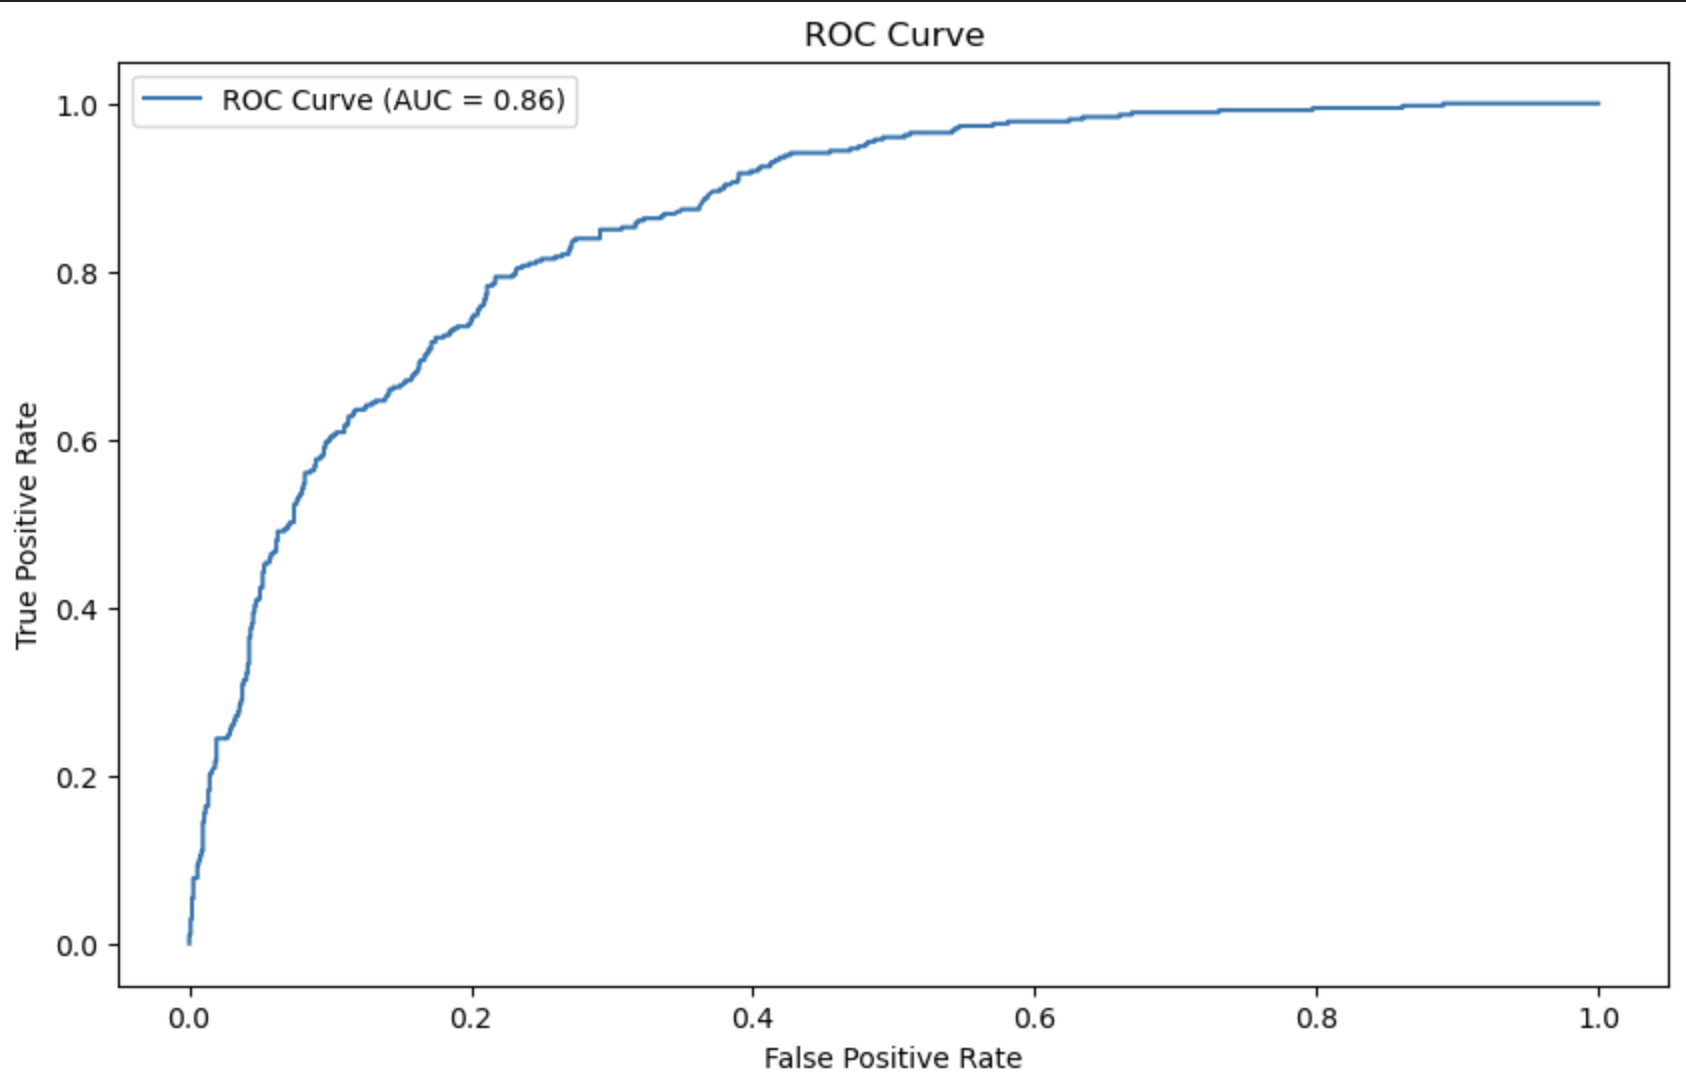 ROC Curve
ROC Curve (AUC = 0.86)
1.0
0.8
0.6
0.4
0.2
0.0
True Positive Rate
0.0 0.2 0.4 0.6 0.8 1.0
False Positive Rate